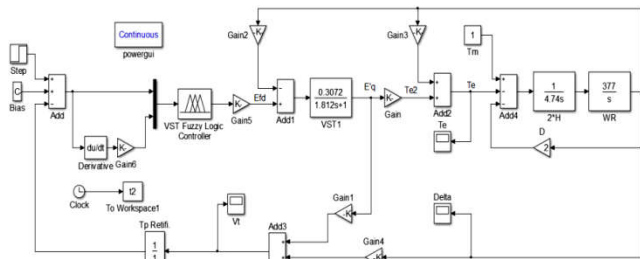 Continuous
powergui
Gain2
Gain3
1
Tm
Step
Bias
C
Add
VST Fuzzy Logic
Controller
K-
Gain5
Efd
Add1
0.3072
1.812s+1
VST1
E'q
K-
Gain
Te2
Add2
Te
Add4
1
4.74s
2*H
377
s
WR
du/dt
Derivative
K-
Gain6
Te
2
D
Clock
t2
To Workspace1
Vt
Gain1
Delta
Tp Retifi.
1
Add3
Gain4